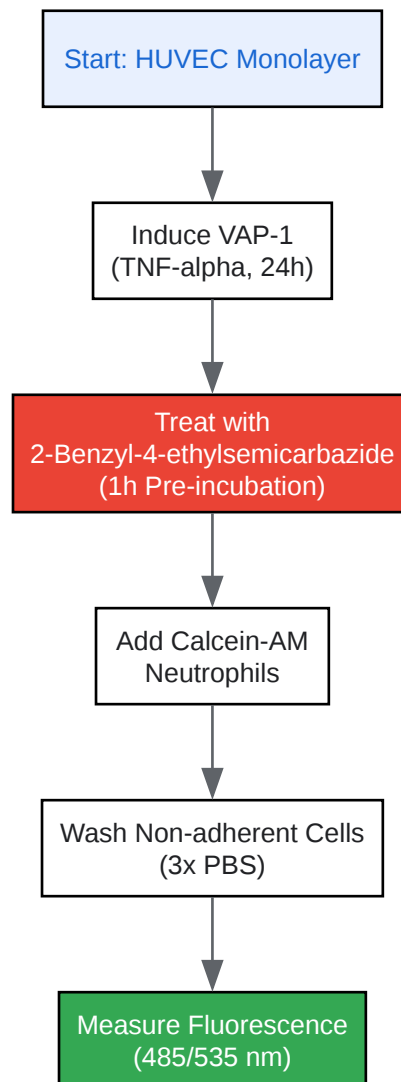 Start: HUVEC Monolayer
Induce VAP-1
(TNF-alpha, 24h)
Treat with
2-Benzyl-4-ethylsemicarbazide
(1h Pre-incubation)
Add Calcein-AM
Neutrophils
Wash Non-adherent Cells
(3x PBS)
Measure Fluorescence
(485/535 nm)